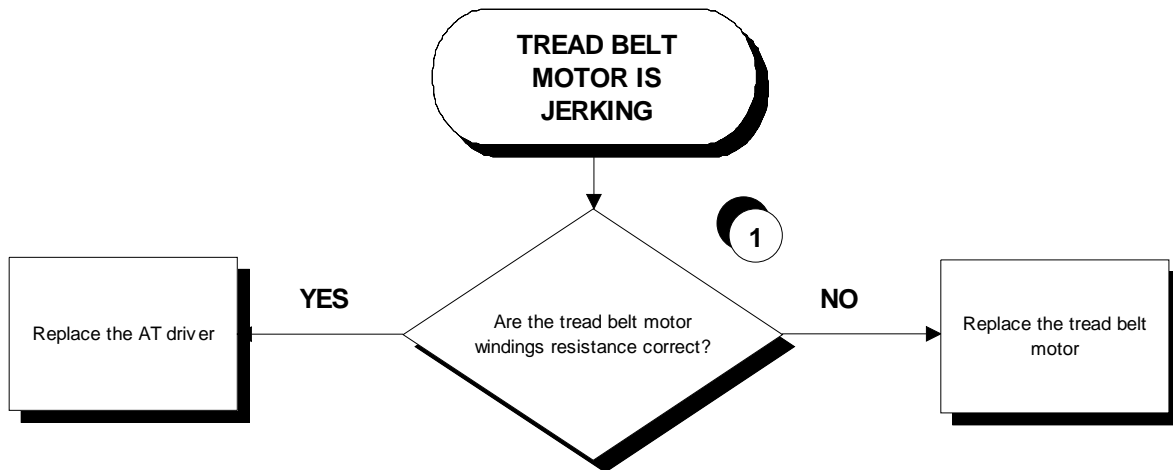 TREAD BELT
MOTOR IS
JERKING
1
YES
NO
Replace the AT driver
Are the tread belt motor
windings resistance correct?
Replace the tread belt
motor